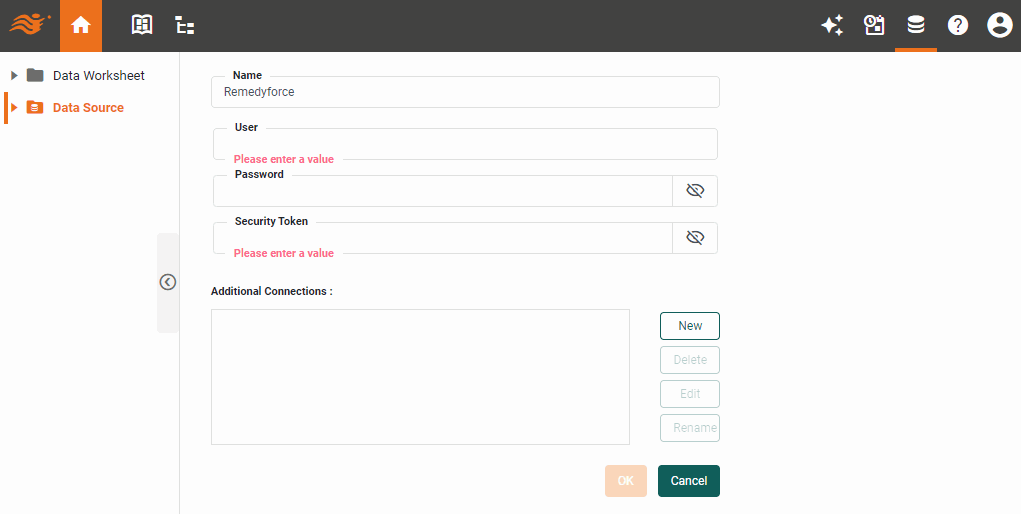 Data Worksheet
Data Source
Name
Remedyforce
User
Please enter a value
Password
Security Token
Please enter a value
Additional Connections :
New
Delete
Edit
Rename
OK
Cancel